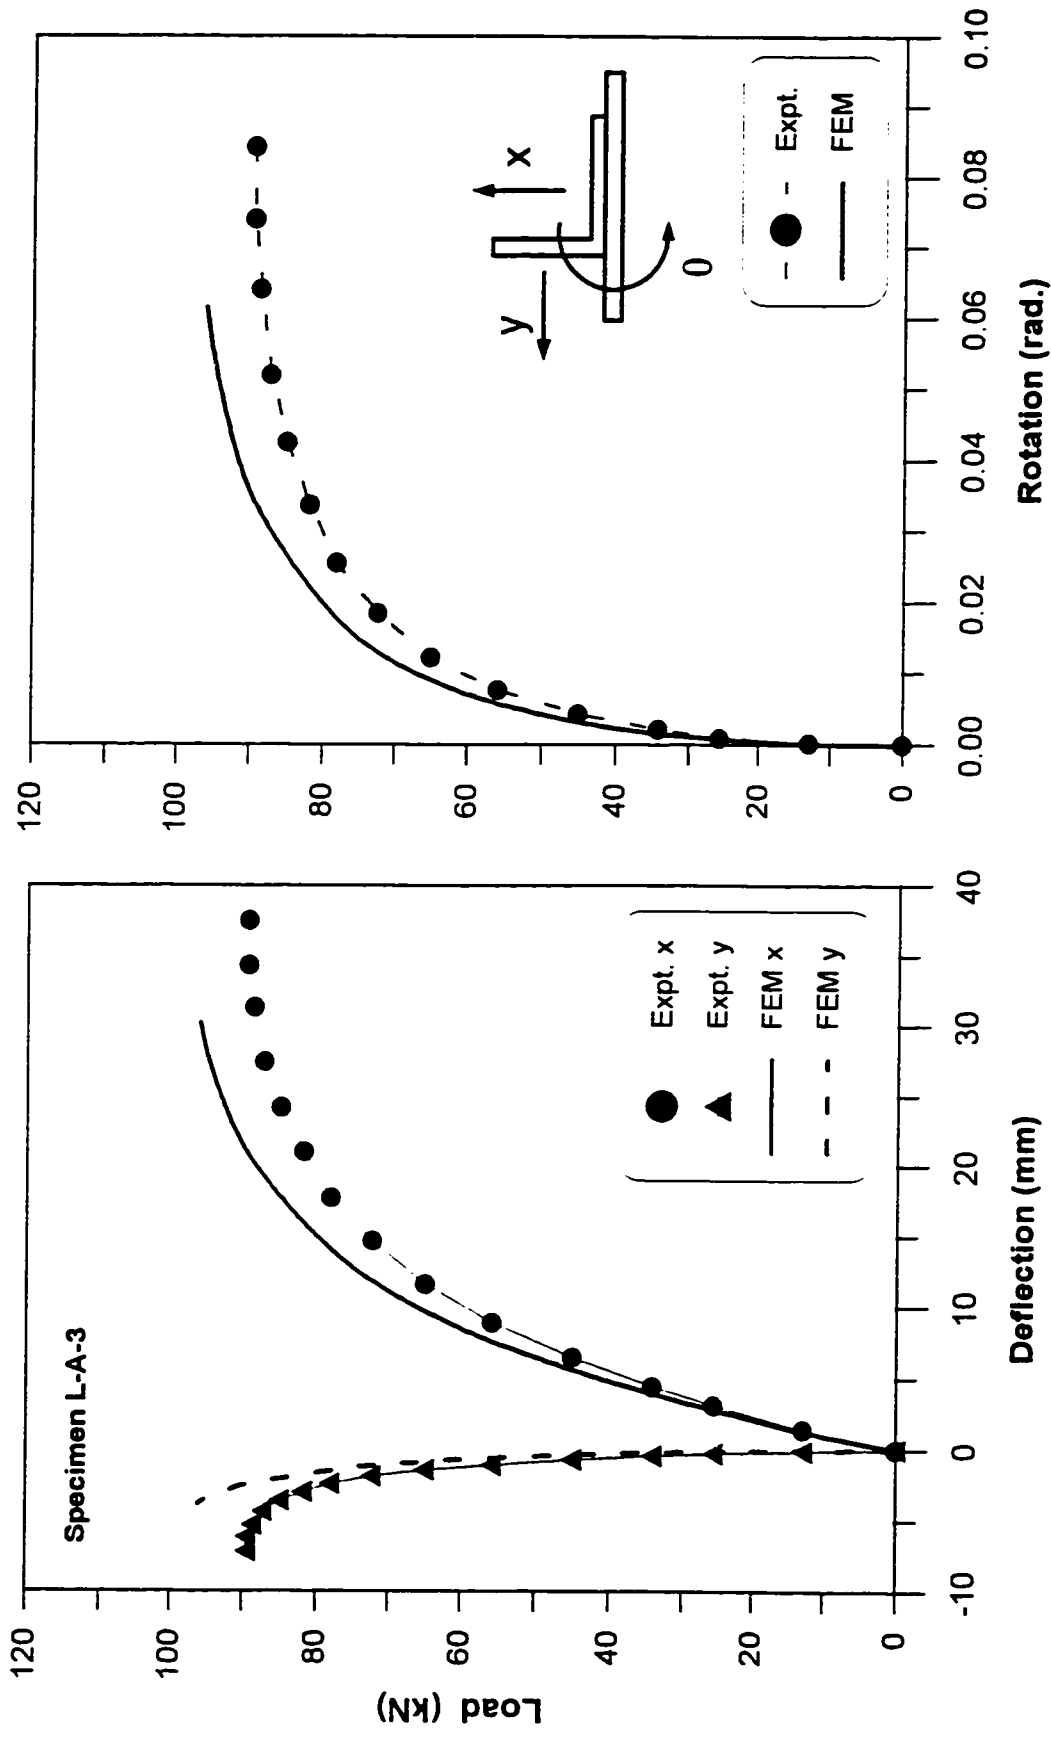 Specimen L-A-3
Load (kN)
120
100
80
60
40
20
0
-10
0
10
20
30
40
Deflection (mm)
Expt. x
Expt. y
FEM x
FEM y
120
100
80
60
40
20
0
0.00
0.02
0.04
0.06
0.08
0.10
Rotation (rad.)
y
x
θ
Expt.
FEM